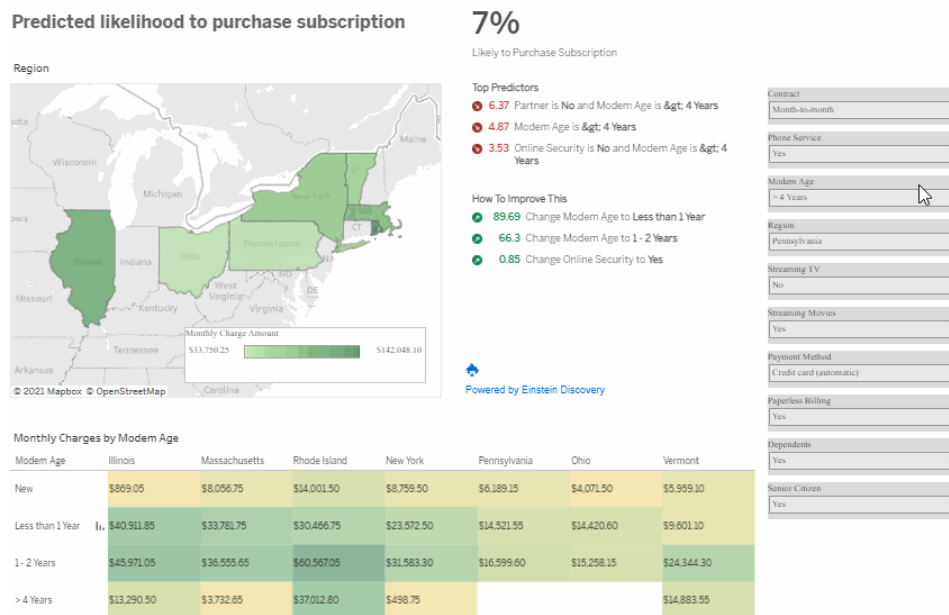 Predicted likelihood to purchase subscription
Region
Wisconsin
Michigan
Maine
New York
VT
CT
Illinois
Indiana
Ohio
Pennsylvania
NJ
MD
DE
West
Virginia
Virginia
Missouri
Kentucky
Tennessee
Arkansas
Carolina
Monthly Charge Amount
$33,750.25
$142,048.10
© 2021 Mapbox © OpenStreetMap
7%
Likely to Purchase Subscription
Top Predictors
6.37 Partner is No and Modem Age is &gt; 4 Years
4.87 Modem Age is &gt; 4 Years
3.53 Online Security is No and Modem Age is &gt; 4
Years
How To Improve This
89.69 Change Modem Age to Less than 1 Year
66.3 Change Modem Age to 1 - 2 Years
0.85 Change Online Security to Yes
Powered by Einstein Discovery
Contract
Month-to-month
Phone Service
Yes
Modem Age
> 4 Years
Region
Pennsylvania
Streaming TV
No
Streaming Movies
Yes
Payment Method
Credit card (automatic)
Paperless Billing
Yes
Dependents
Yes
Senior Citizen
Yes
Monthly Charges by Modem Age
Modem Age Illinois Massachusetts Rhode Island New York Pennsylvania Ohio Vermont
New $869.05 $8,056.75 $14,001.50 $8,759.50 $6,189.15 $4,071.50 $5,959.10
Less than 1 Year $40,911.85 $33,781.75 $30,466.75 $23,572.50 $14,521.55 $14,420.60 $9,601.10
1 - 2 Years $45,971.05 $36,555.65 $60,567.05 $31,583.30 $16,599.60 $15,258.15 $24,344.30
> 4 Years $13,290.50 $3,732.65 $37,012.80 $498.75 $14,883.55